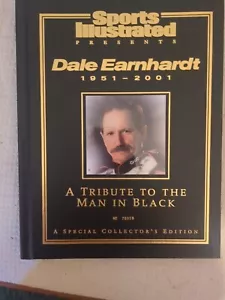 Sports
Illustrated
PRESENTS
Dale Earnhardt
1951–2001
A TRIBUTE TO THE
MAN IN BLACK
A SPECIAL COLLECTOR'S EDITION